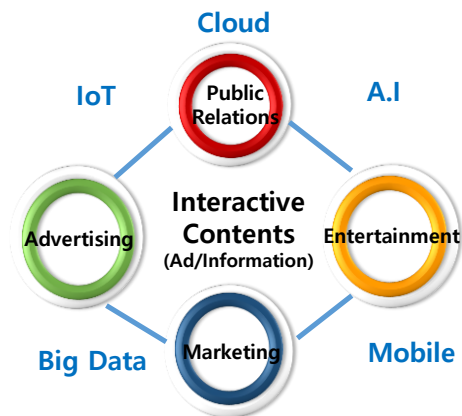 Cloud
IoT
A.I
Public
Relations
Interactive
Contents
(Ad/Information)
Advertising
Entertainment
Marketing
Big Data
Mobile